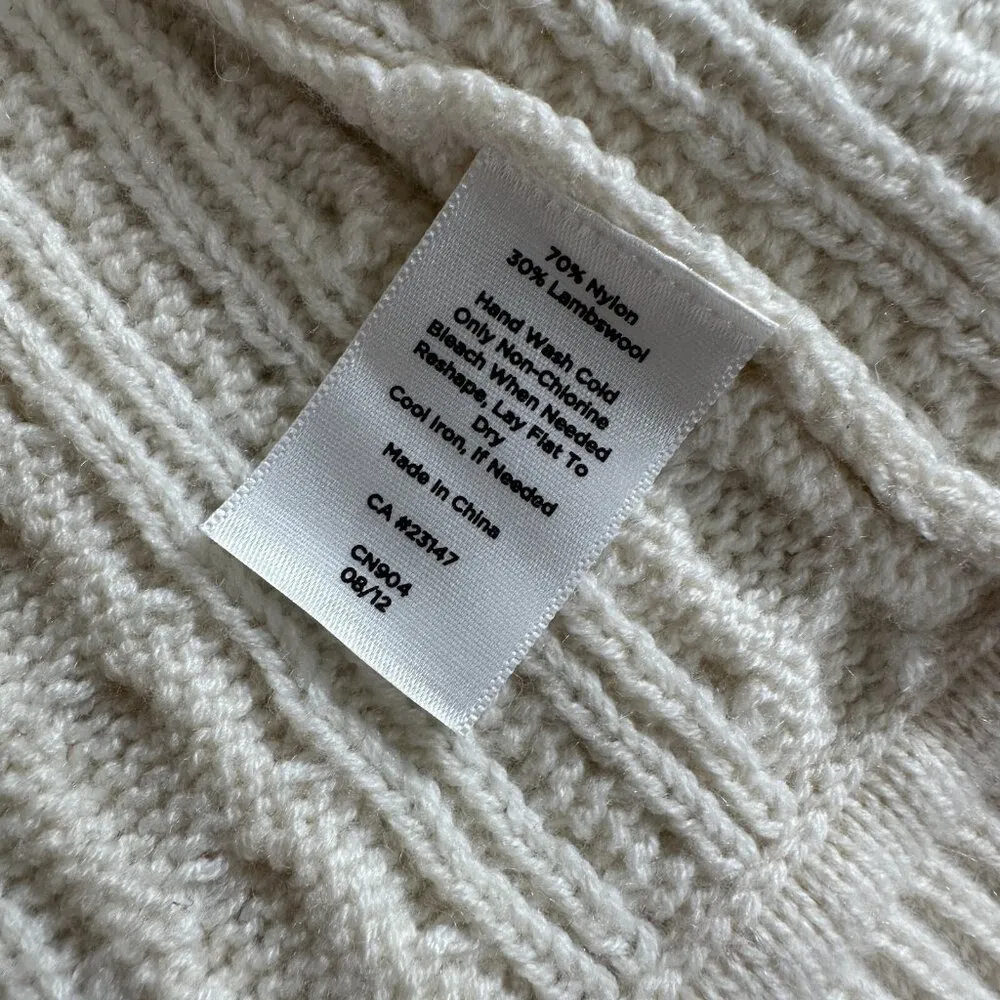 70% Nylon
30% Lambswool
Hand Wash Cold
Only Non-Chlorine
Bleach When Needed
Reshape, Lay Flat To
Dry
Cool Iron, If Needed
Made In China
CA #23147
CN904
08/12